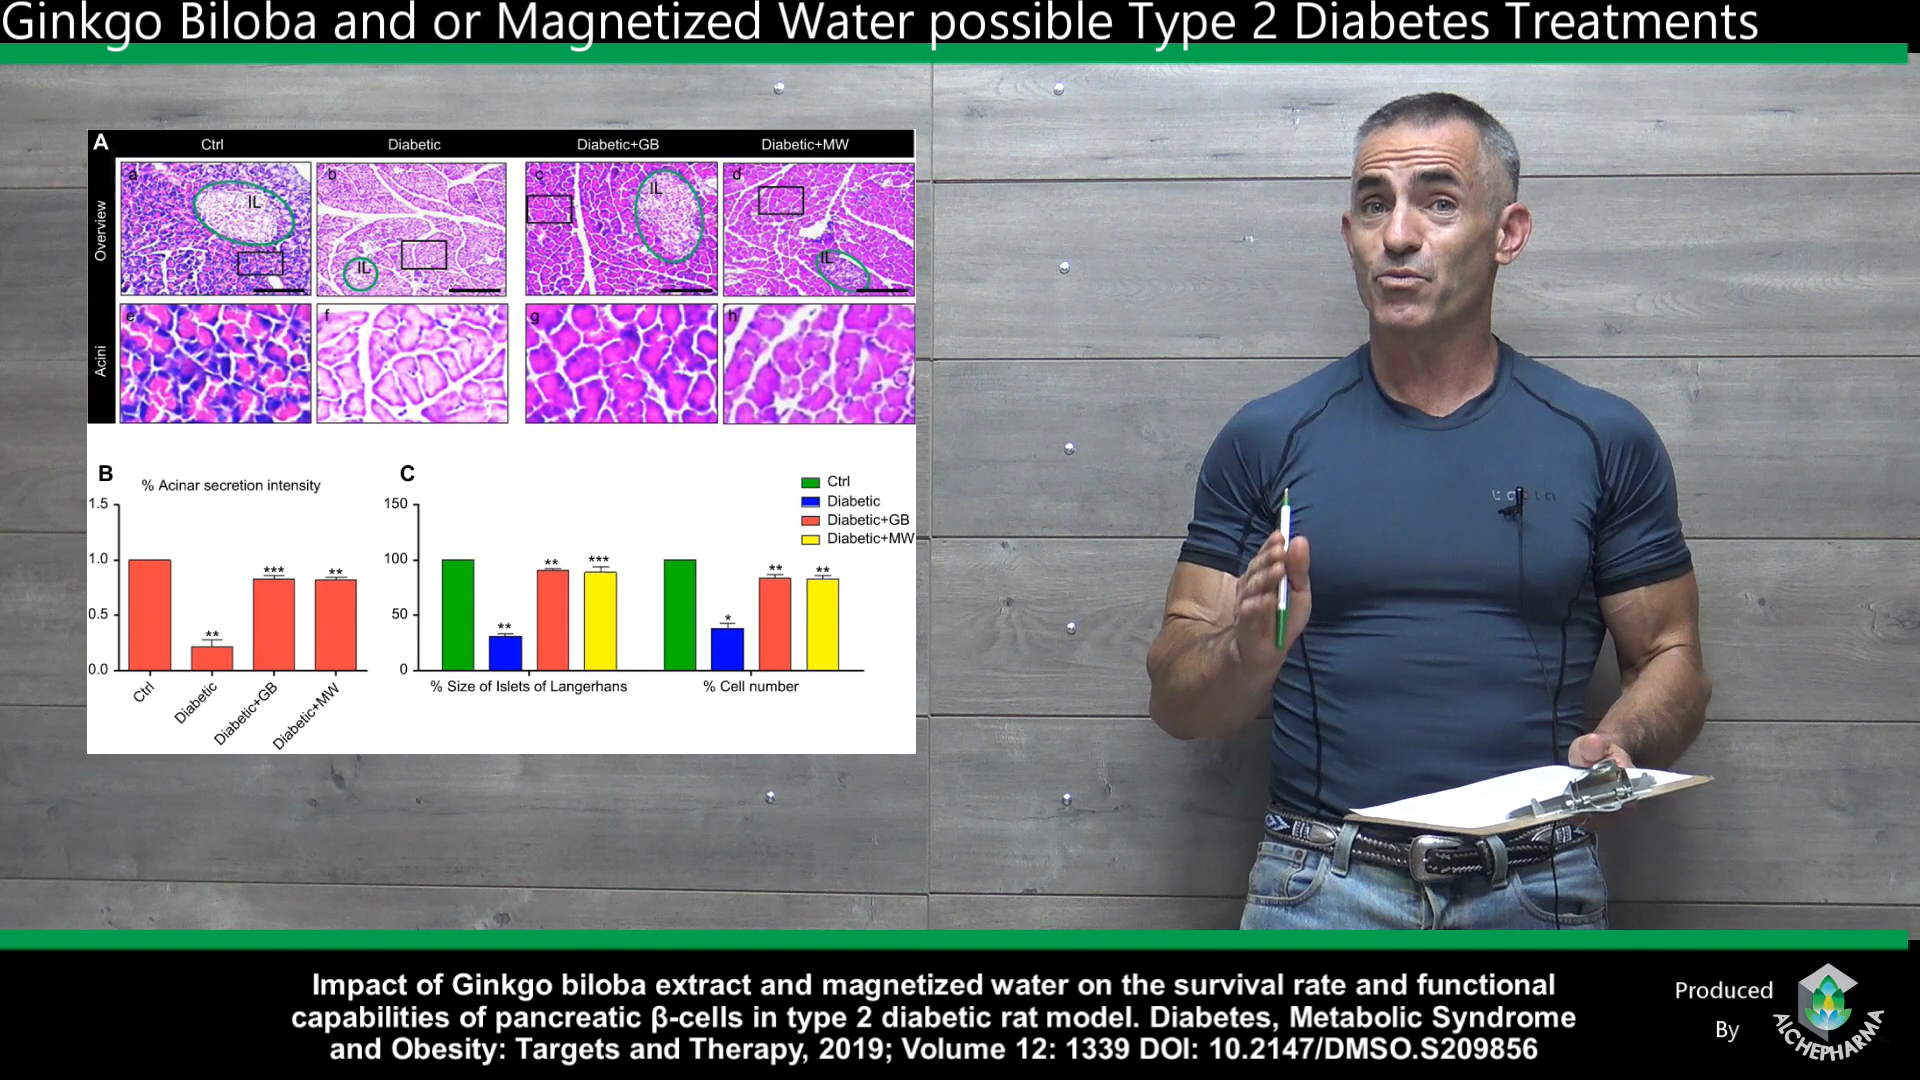 Ginkgo Biloba and or Magnetized Water possible Type 2 Diabetes Treatments
A
Ctrl
Diabetic
Diabetic+GB
Diabetic+MW
Overview
a
IL
b
IL
c
IL
d
IL
Acini
e
f
g
h
B
% Acinar secretion intensity
1.5
1.0
0.5
0.0
**
***
**
Ctrl
Diabetic
Diabetic+GB
Diabetic+MW
C
150
100
50
0
**
**
***
*
**
**
% Size of Islets of Langerhans
% Cell number
Ctrl
Diabetic
Diabetic+GB
Diabetic+MW
Impact of Ginkgo biloba extract and magnetized water on the survival rate and functional
capabilities of pancreatic β-cells in type 2 diabetic rat model. Diabetes, Metabolic Syndrome
and Obesity: Targets and Therapy, 2019; Volume 12: 1339 DOI: 10.2147/DMSO.S209856
Produced
By
ALCHEPHARMA